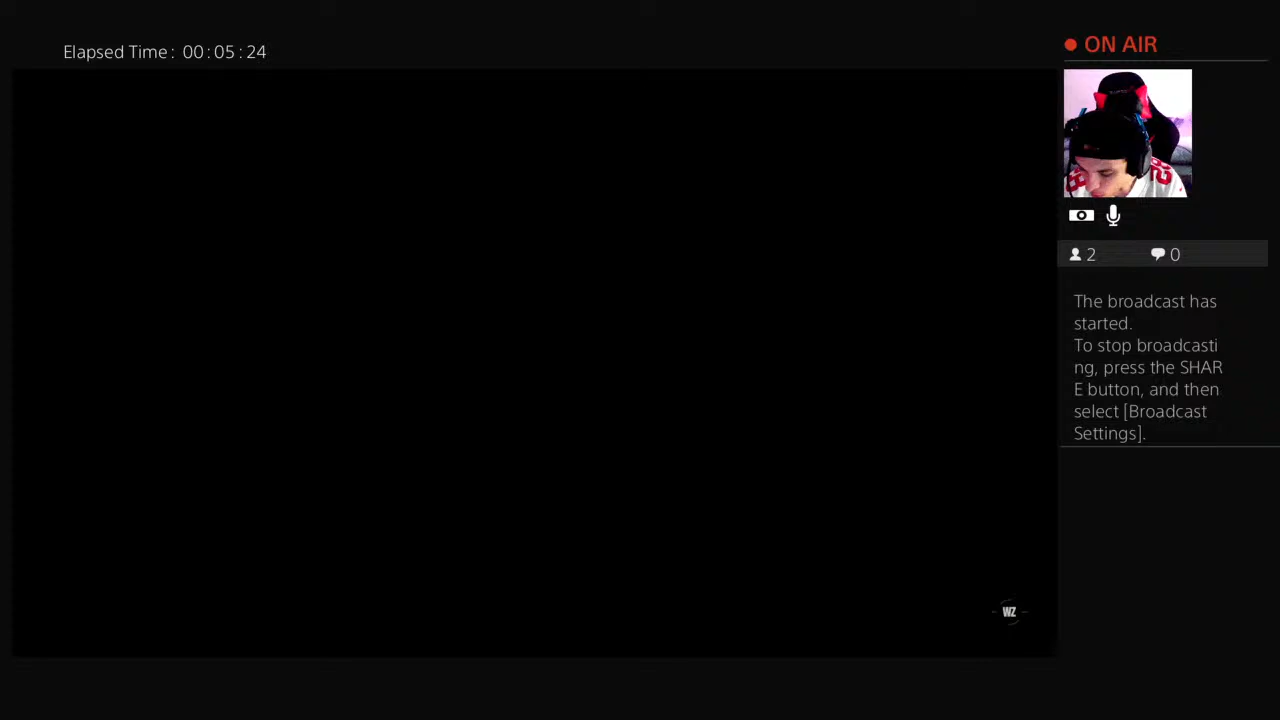 Elapsed Time: 00:05:24
ON AIR
2
0
The broadcast has
started.
To stop broadcasti
ng, press the SHAR
E button, and then
select [Broadcast
Settings].
WZ